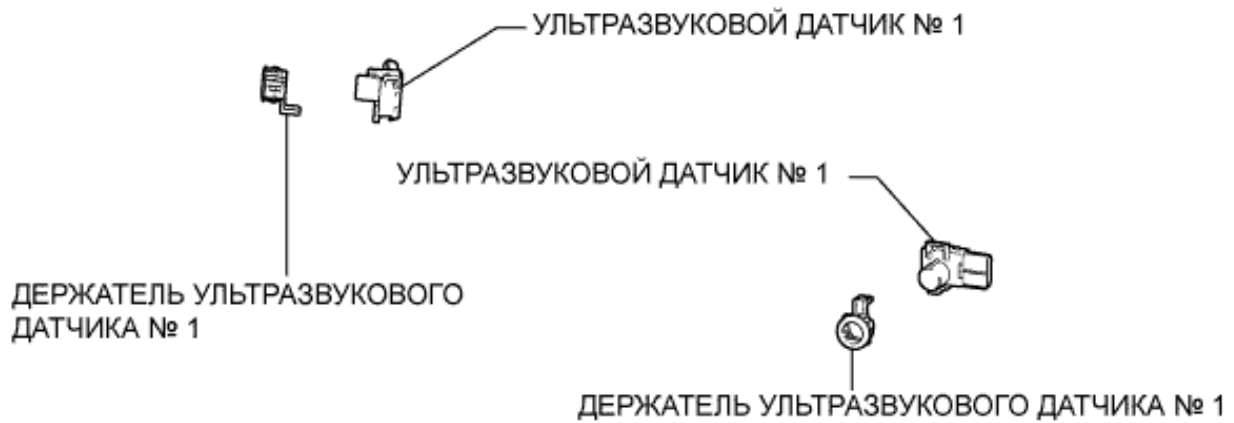 УЛЬТРАЗВУКОВОЙ ДАТЧИК № 1
УЛЬТРАЗВУКОВОЙ ДАТЧИК № 1
ДЕРЖАТЕЛЬ УЛЬТРАЗВУКОВОГО
ДАТЧИКА № 1
ДЕРЖАТЕЛЬ УЛЬТРАЗВУКОВОГО ДАТЧИКА № 1